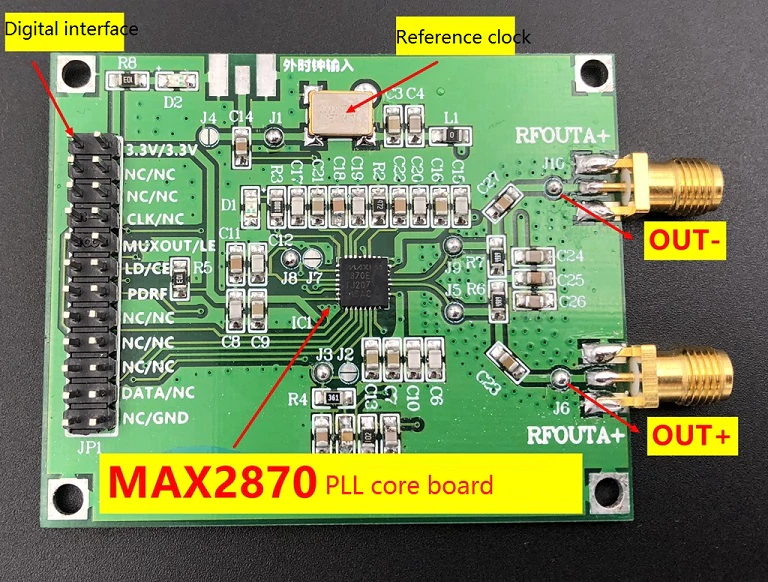 Digital interface
Reference clock
R8
D2
外时钟输入
J4
C14
J1
C3
C4
L1
RFOUTA+
J10
3.3V/3.3V
NC/NC
NC/NC
CLK/NC
MUXOUT/LE
LD/CE
PDRF
NC/NC
NC/NC
NC/NC
DATA/NC
NC/GND
JP1
D1
R3
C17
C21
C18
C19
R2
C22
C20
C16
C15
C27
OUT-
C11
C12
R5
J8
J7
J9
R7
C24
C25
C26
J5
R6
IC1
C8
C9
J3
J2
R4
361
C13
C7
C10
C6
C23
J6
RFOUTA+
OUT+
MAX2870 PLL core board